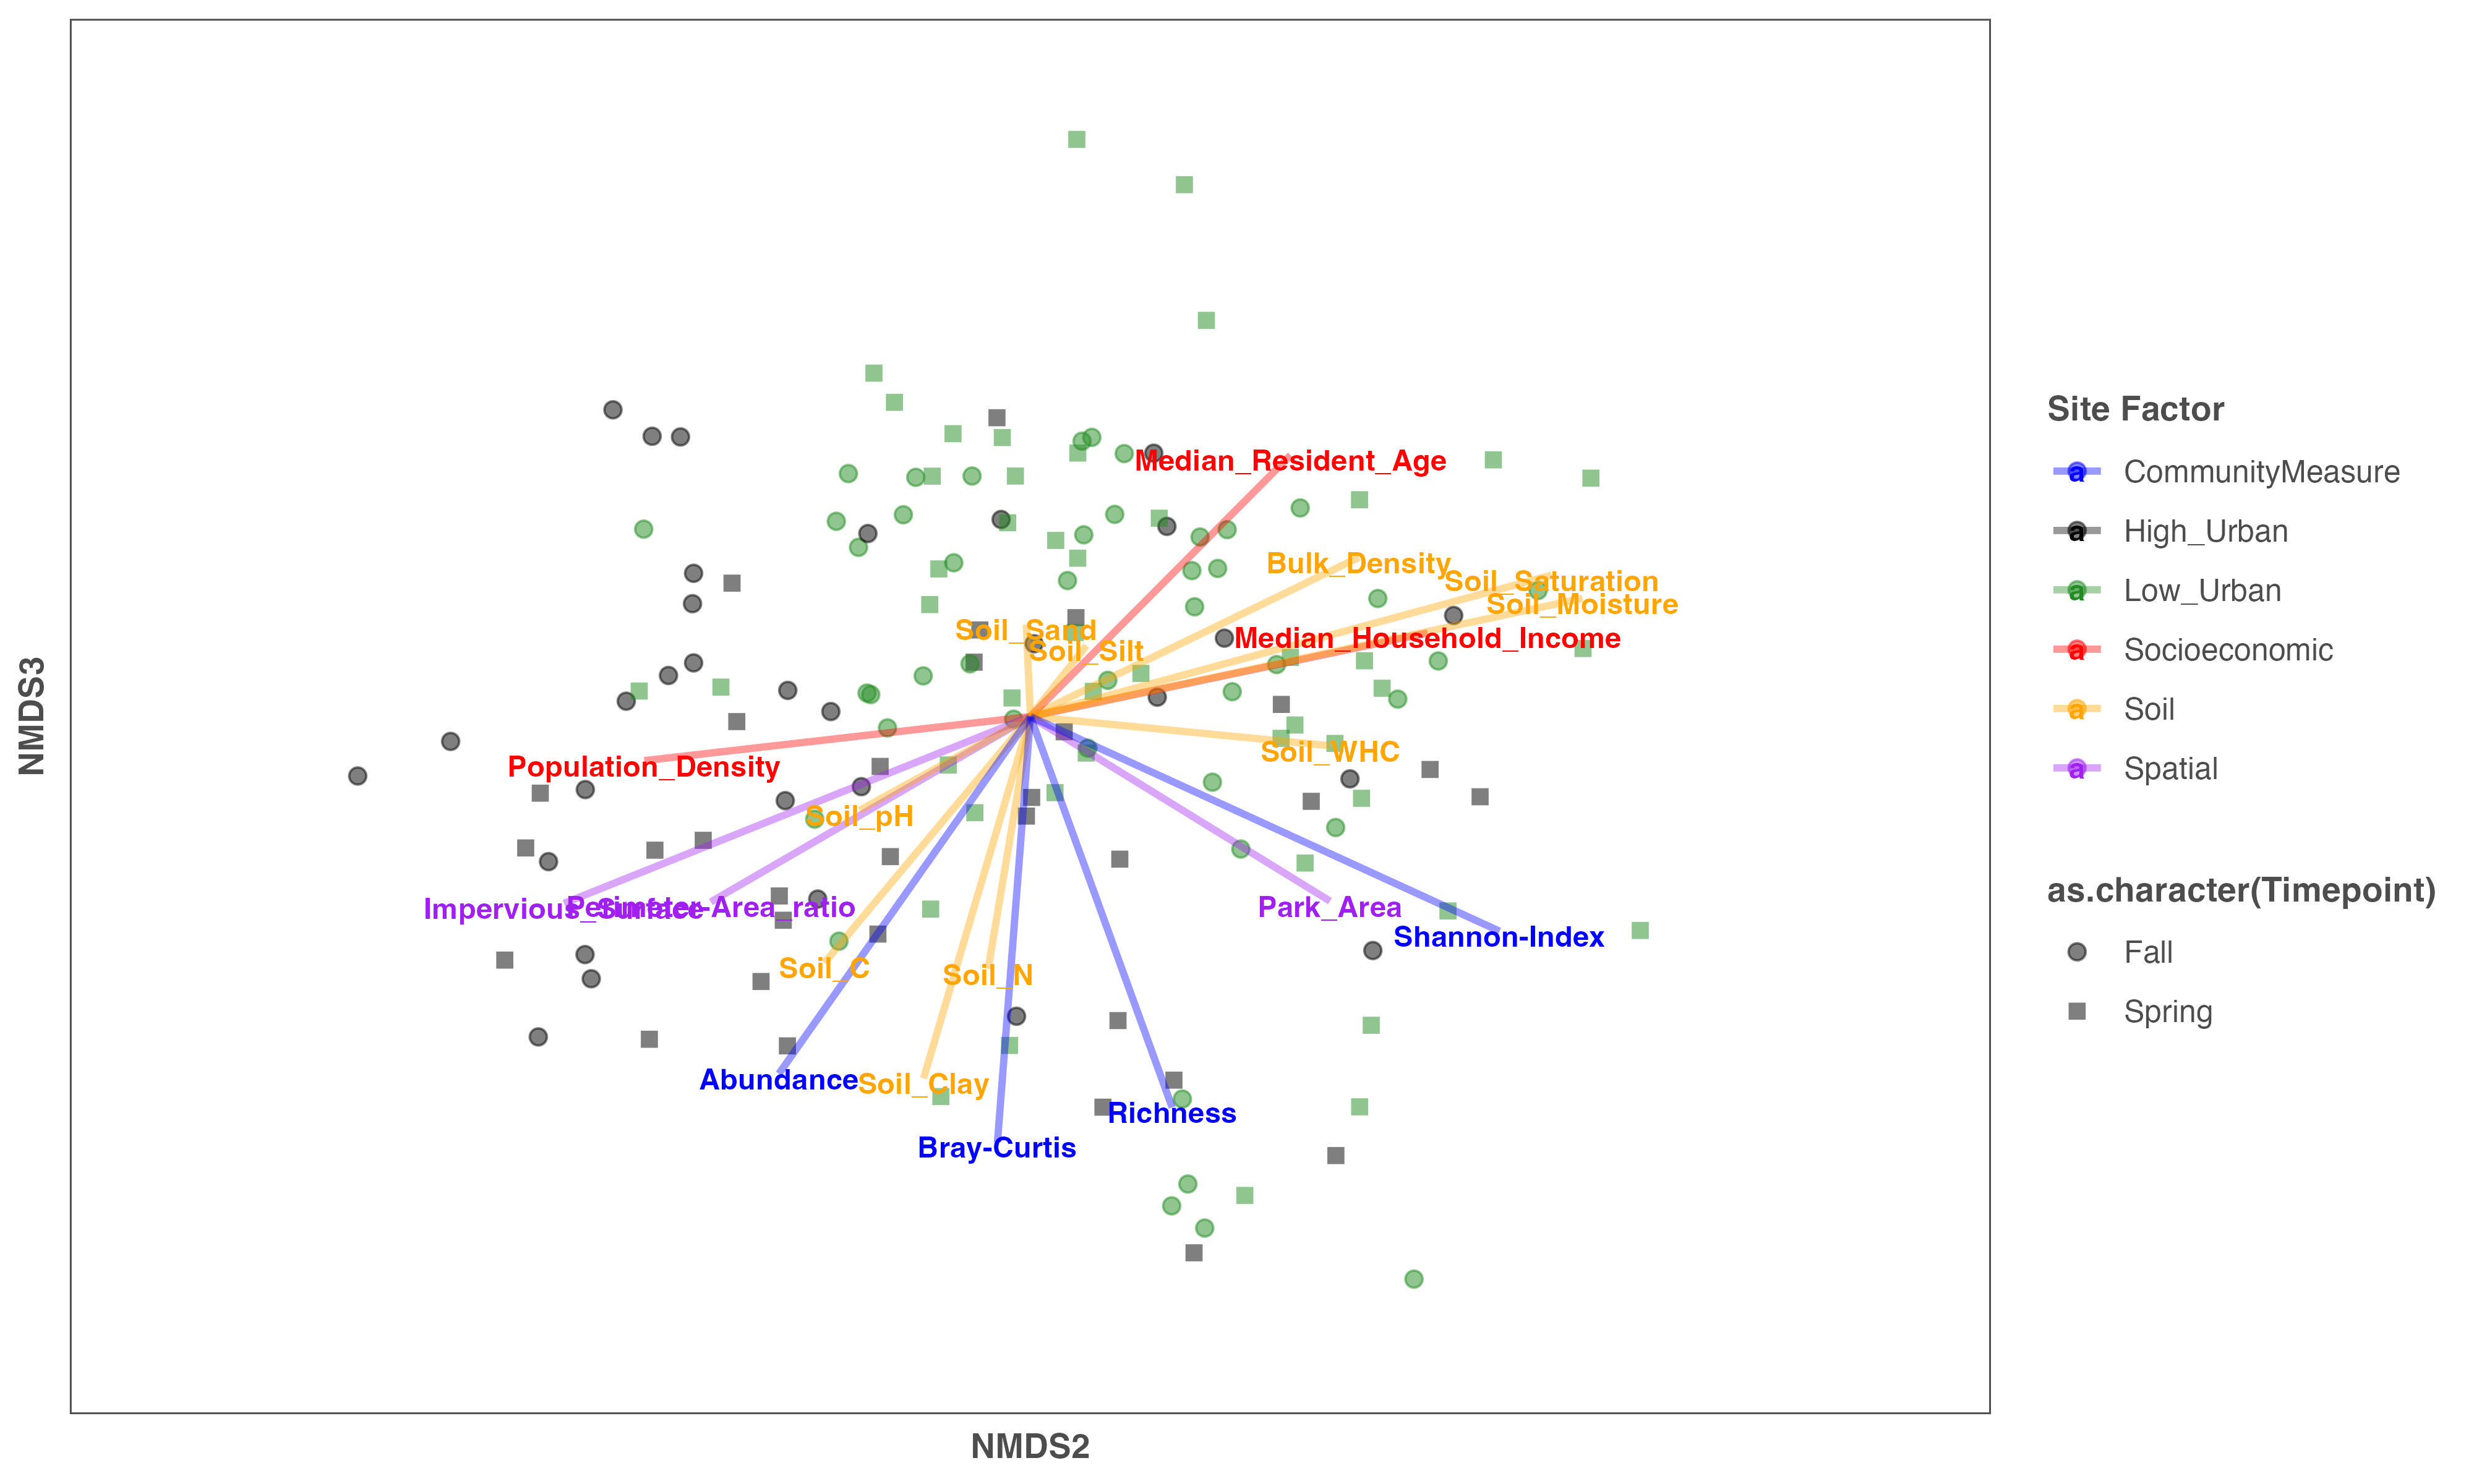 Median_Resident_Age
Bulk_Density
Soil_Saturation
Soil_Moisture
Soil_Sand
Median_Household_Income
Soil_Silt
Soil_WHC
Population_Density
Soil_pH
Impervious_Surface
Perimeter-Area_ratio
Park_Area
Shannon-Index
Soil_C
Soil_N
Abundance
Soil_Clay
Richness
Bray-Curtis
NMDS3
NMDS2
Site Factor
a CommunityMeasure
a High_Urban
a Low_Urban
a Socioeconomic
a Soil
a Spatial
as.character(Timepoint)
Fall
Spring